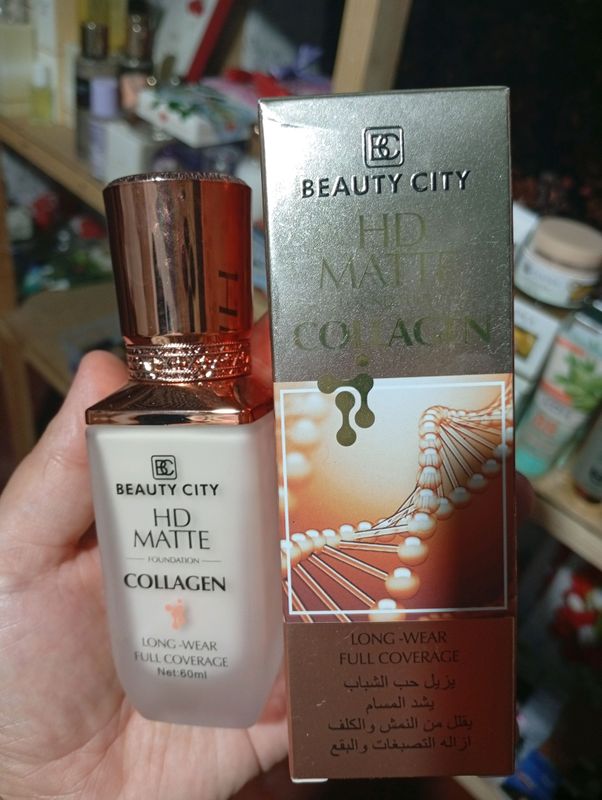 BC
BEAUTY CITY
HD
MATTE
FOUNDATION
COLLAGEN
LONG-WEAR
FULL COVERAGE
Net:60ml
BC
BEAUTY CITY
HD
MATTE
COLLAGEN
LONG-WEAR
FULL COVERAGE
يزيل حب الشباب
يشد المسام
يقلل من النمش والكلف
ازاله التصبغات والبقع